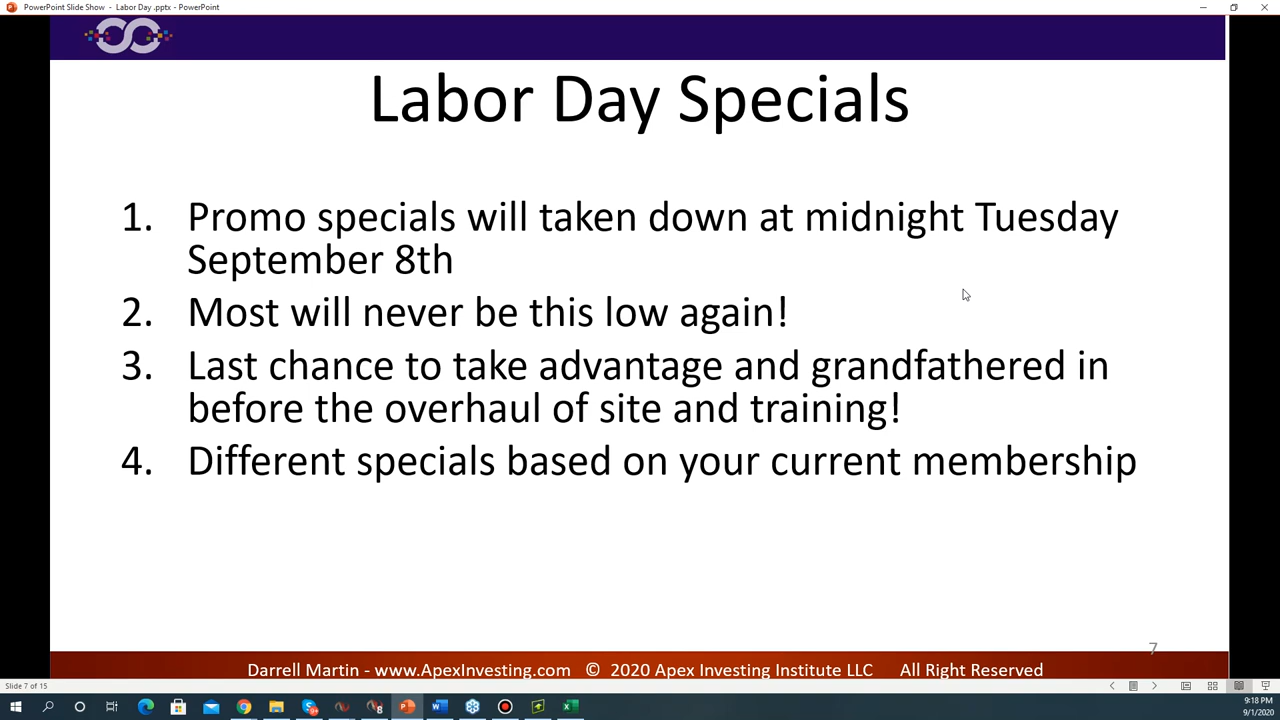 PowerPoint Slide Show - Labor Day .pptx - PowerPoint
Labor Day Specials
1. Promo specials will taken down at midnight Tuesday
September 8th
2. Most will never be this low again!
3. Last chance to take advantage and grandfathered in
before the overhaul of site and training!
4. Different specials based on your current membership
7
Darrell Martin - www.ApexInvesting.com © 2020 Apex Investing Institute LLC All Right Reserved
Slide 7 of 15
8
9:18 PM
9/1/2020